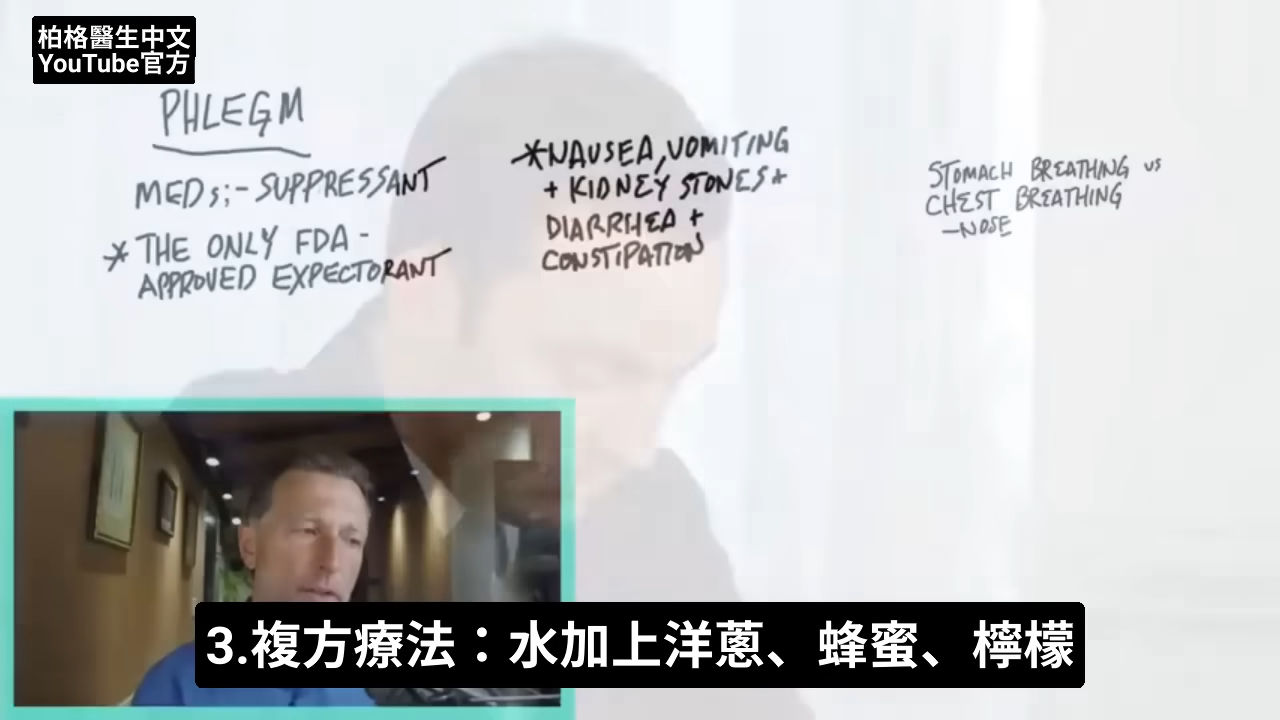 柏格醫生中文
YouTube官方
PHLEGM
MEDS;- SUPPRESSANT
* THE ONLY FDA -
APPROVED EXPECTORANT
*NAUSEA, VOMITING
+ KIDNEY STONES +
DIARRHEA +
CONSTIPATION
STOMACH BREATHING VS
CHEST BREATHING
-NOSE
3.複方療法：水加上洋蔥、蜂蜜、檸檬